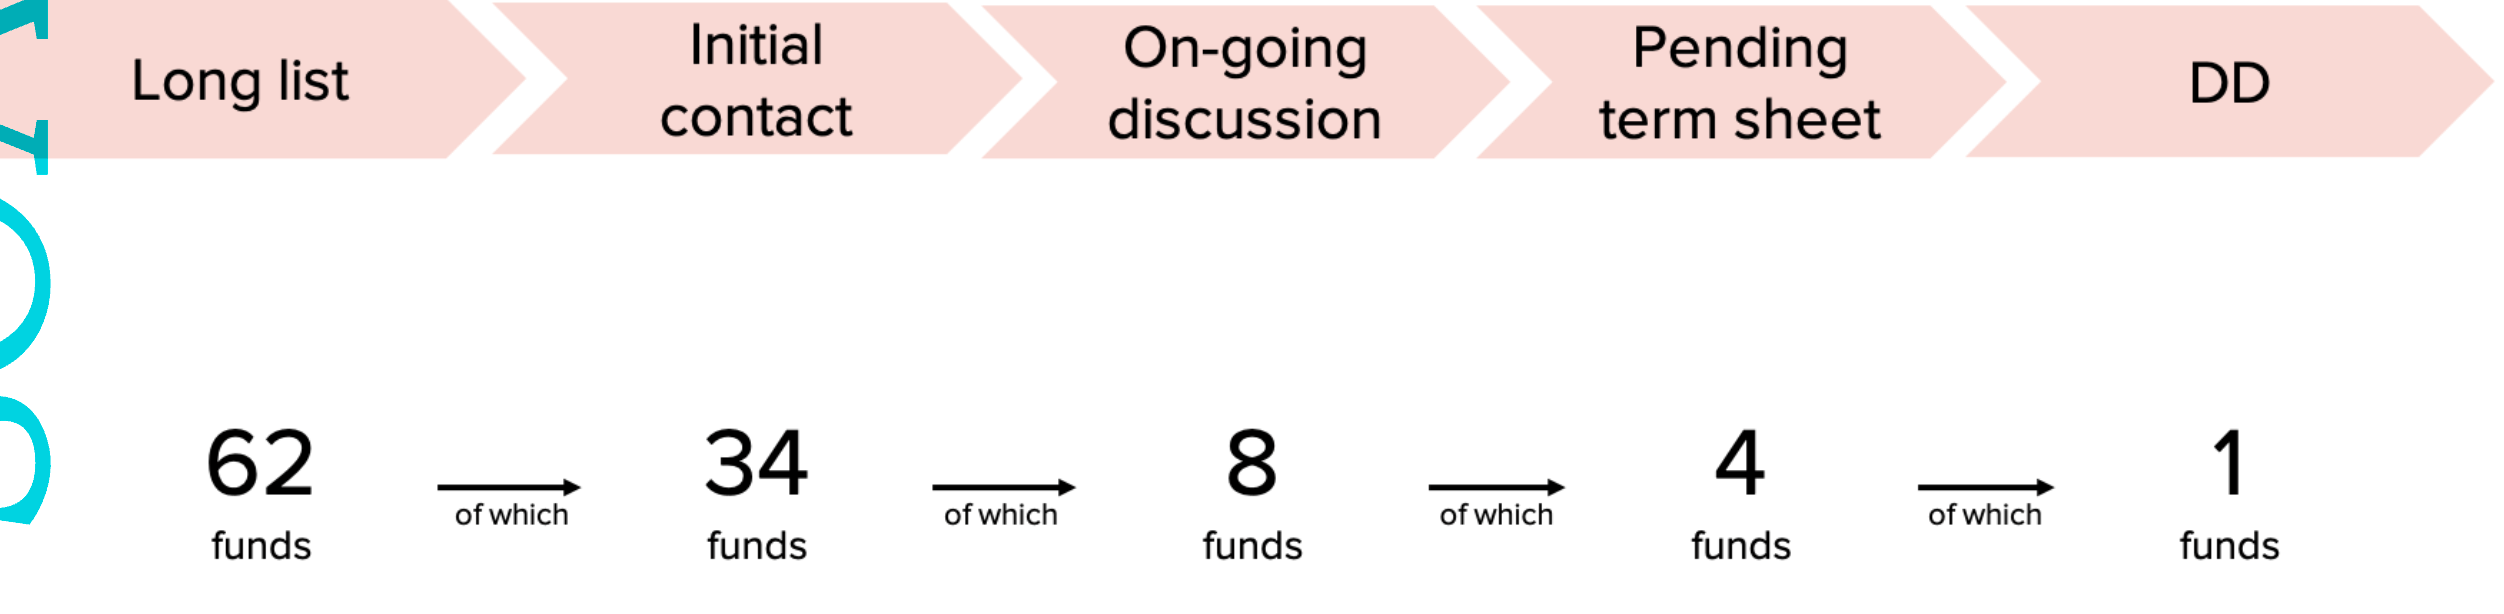 Long list
Initial
contact
On-going
discussion
Pending
term sheet
DD
62
funds
of which
34
funds
of which
8
funds
of which
4
funds
of which
1
funds